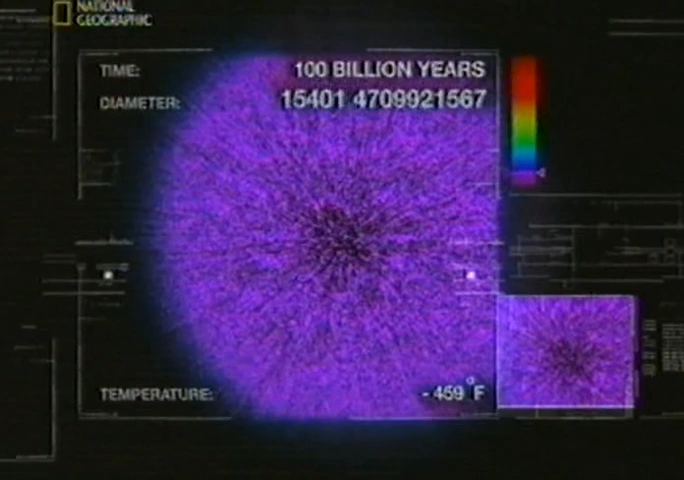 NATIONAL
GEOGRAPHIC
TIME: 100 BILLION YEARS
DIAMETER: 15401 4709921567
TEMPERATURE: - 459 °F